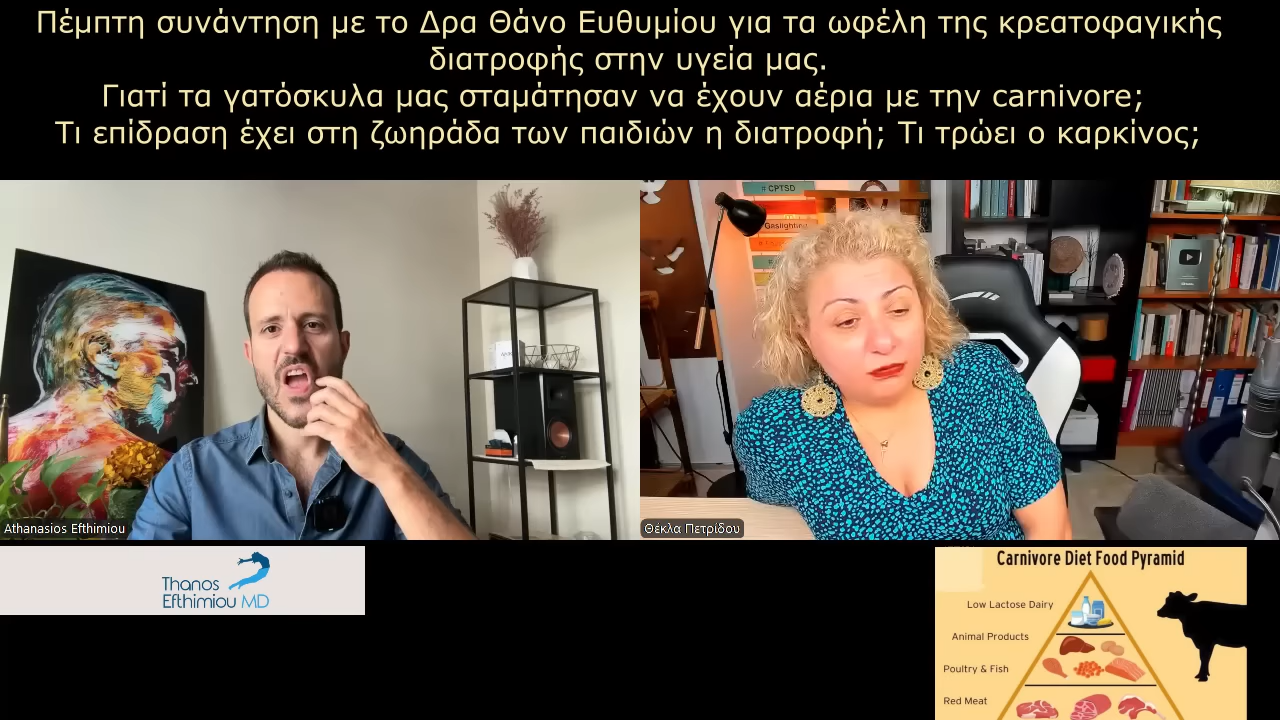 Πέμπτη συνάντηση με το Δρα Θάνο Ευθυμίου για τα ωφέλη της κρεατοφαγικής
διατροφής στην υγεία μας.
Γιατί τα γατόσκυλα μας σταμάτησαν να έχουν αέρια με την carnivore;
Τι επίδραση έχει στη ζωηράδα των παιδιών η διατροφή; Τι τρώει ο καρκίνος;
# CPTSD
Gaslighting
Athanasios Efthimiou
Θέκλα Πετρίδου
Thanos
Efthimiou MD
Carnivore Diet Food Pyramid
Low Lactose Dairy
Animal Products
Poultry & Fish
Red Meat